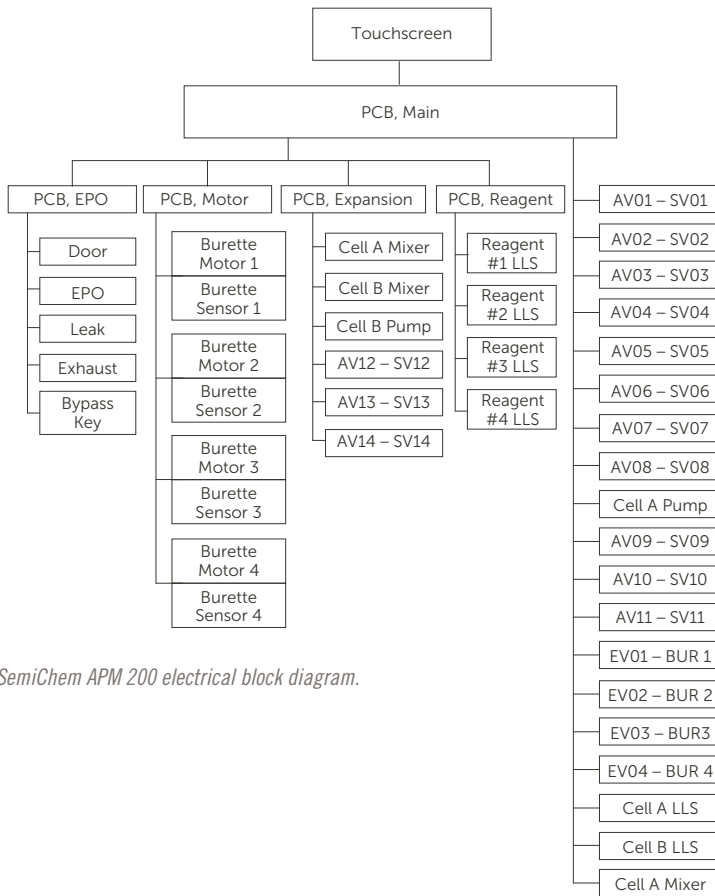 Touchscreen
PCB, Main
PCB, EPO
Door
EPO
Leak
Exhaust
Bypass
Key
PCB, Motor
Burette
Motor 1
Burette
Sensor 1
Burette
Motor 2
Burette
Sensor 2
Burette
Motor 3
Burette
Sensor 3
Burette
Motor 4
Burette
Sensor 4
PCB, Expansion
Cell A Mixer
Cell B Mixer
Cell B Pump
AV12 – SV12
AV13 – SV13
AV14 – SV14
PCB, Reagent
Reagent
#1 LLS
Reagent
#2 LLS
Reagent
#3 LLS
Reagent
#4 LLS
AV01 – SV01
AV02 – SV02
AV03 – SV03
AV04 – SV04
AV05 – SV05
AV06 – SV06
AV07 – SV07
AV08 – SV08
Cell A Pump
AV09 – SV09
AV10 – SV10
AV11 – SV11
EV01 – BUR 1
EV02 – BUR 2
EV03 – BUR3
EV04 – BUR 4
Cell A LLS
Cell B LLS
Cell A Mixer
SemiChem APM 200 electrical block diagram.